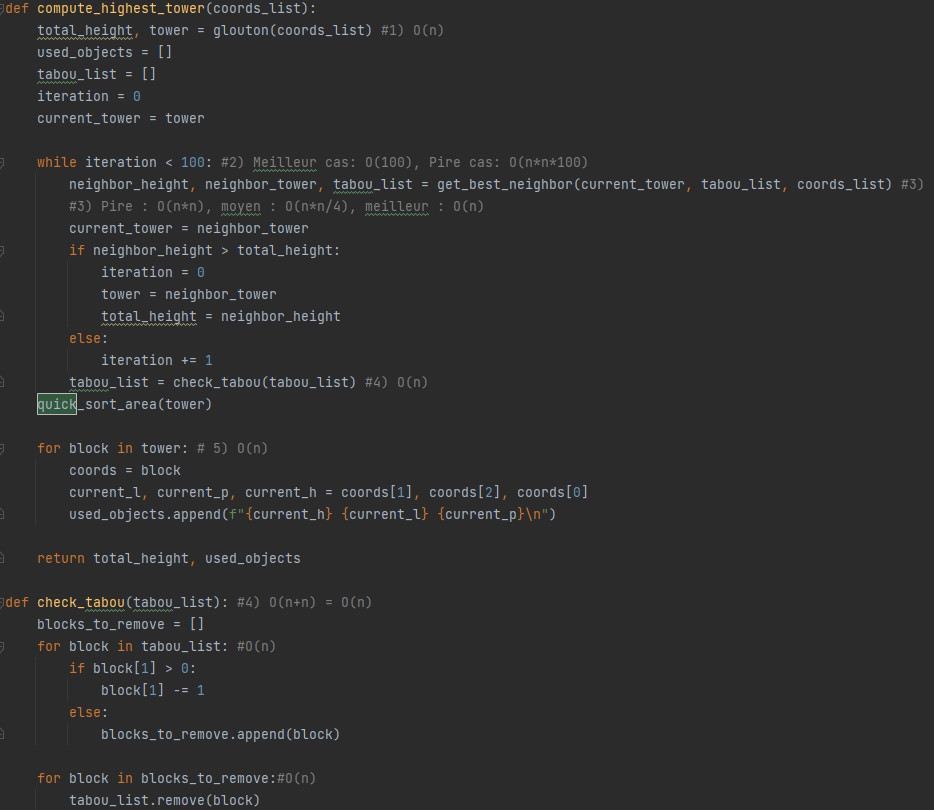 def compute_highest_tower(coords_list):
    total_height, tower = glouton(coords_list) #1) O(n)
    used_objects = []
    tabou_list = []
    iteration = 0
    current_tower = tower
    while iteration < 100: #2) Meilleur cas: O(100), Pire cas: O(n*n*100)
        neighbor_height, neighbor_tower, tabou_list = get_best_neighbor(current_tower, tabou_list, coords_list) #3)
        #3) Pire : O(n*n), moyen : O(n*n/4), meilleur : O(n)
        current_tower = neighbor_tower
        if neighbor_height > total_height:
            iteration = 0
            tower = neighbor_tower
            total_height = neighbor_height
        else:
            iteration += 1
        tabou_list = check_tabou(tabou_list) #4) O(n)
    quick_sort_area(tower)
    for block in tower: # 5) O(n)
        coords = block
        current_l, current_p, current_h = coords[1], coords[2], coords[0]
        used_objects.append(f"{current_h} {current_l} {current_p}\n")
    return total_height, used_objects
def check_tabou(tabou_list): #4) O(n+n) = O(n)
    blocks_to_remove = []
    for block in tabou_list: #O(n)
        if block[1] > 0:
            block[1] -= 1
        else:
            blocks_to_remove.append(block)
    for block in blocks_to_remove:#O(n)
        tabou_list.remove(block)